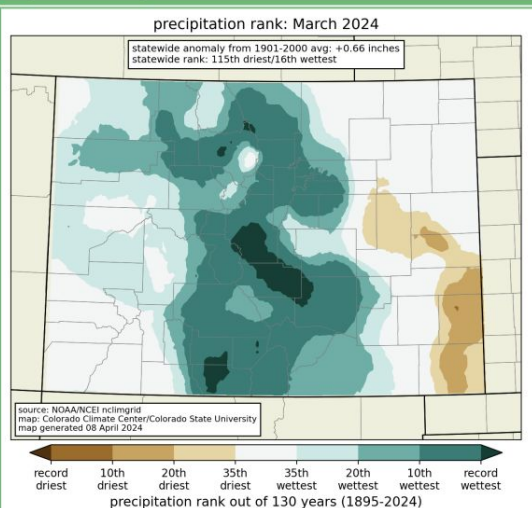 precipitation rank: March 2024
statewide anomaly from 1901-2000 avg: +0.66 inches
statewide rank: 115th driest/16th wettest
source: NOAA/NCEI nclimgrid
map: Colorado Climate Center/Colorado State University
map generated 08 April 2024
record 10th 20th 35th 35th 20th 10th record
driest driest driest driest wettest wettest wettest wettest
precipitation rank out of 130 years (1895-2024)